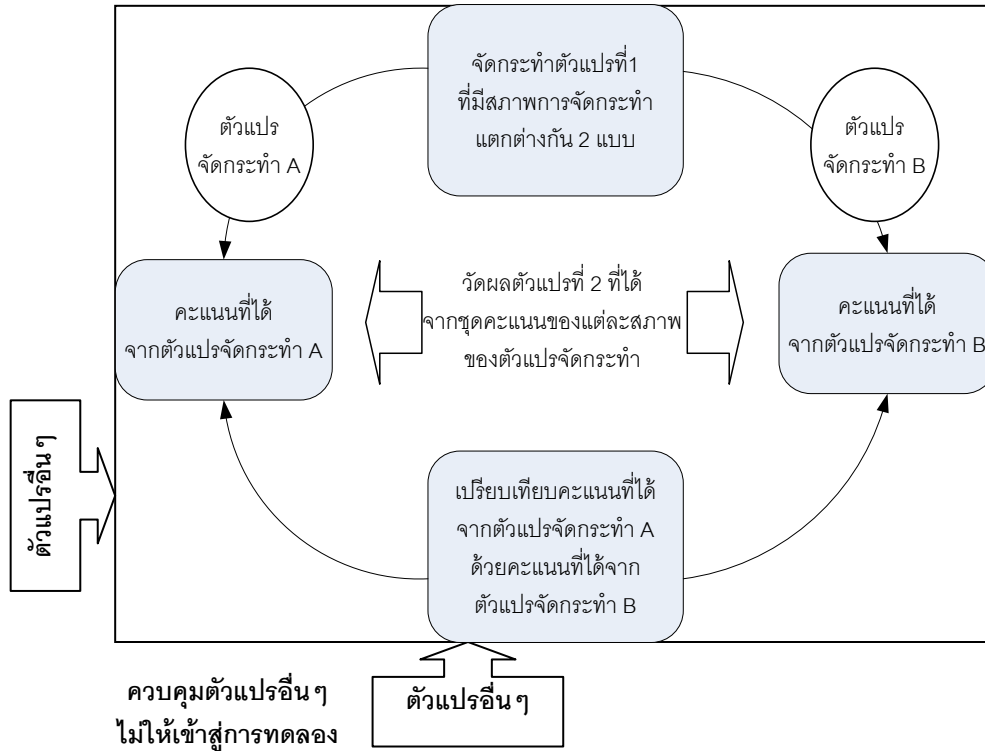 จัดกระทำตัวแปรที่1
ที่มีสภาพการจัดกระทำ
แตกต่างกัน 2 แบบ
ตัวแปร
จัดกระทำ A
ตัวแปร
จัดกระทำ B
คะแนนที่ได้
จากตัวแปรจัดกระทำ A
วัดผลตัวแปรที่ 2 ที่ได้
จากชุดคะแนนของแต่ละสภาพ
ของตัวแปรจัดกระทำ
คะแนนที่ได้
จากตัวแปรจัดกระทำ B
ตัวแปรอื่น ๆ
เปรียบเทียบคะแนนที่ได้
จากตัวแปรจัดกระทำ A
ด้วยคะแนนที่ได้จาก
ตัวแปรจัดกระทำ B
ควบคุมตัวแปรอื่น ๆ
ไม่ให้เข้าสู่การทดลอง
ตัวแปรอื่น ๆ